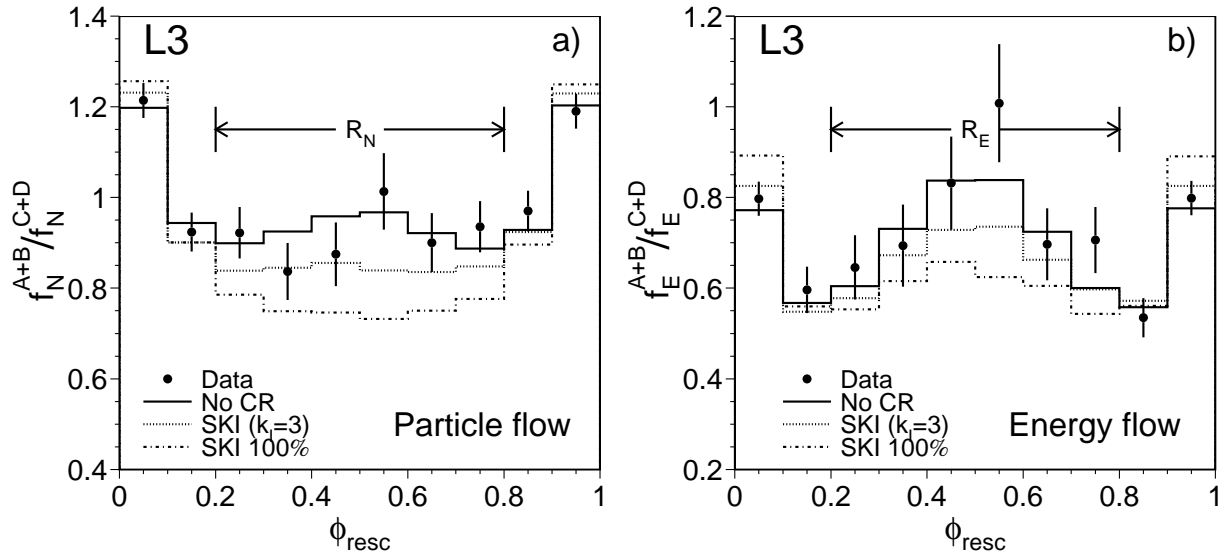 L3
a)
R_N
f_N^{A+B}/f_N^{C+D}
Data
No CR
SKI (k_I=3)
SKI 100%
Particle flow
1.4
1.2
1
0.8
0.6
0.4
0 0.2 0.4 0.6 0.8 1
ϕ_resc
L3
b)
R_E
f_E^{A+B}/f_E^{C+D}
Data
No CR
SKI (k_I=3)
SKI 100%
Energy flow
1.2
1
0.8
0.6
0.4
0.2
0 0.2 0.4 0.6 0.8 1
ϕ_resc